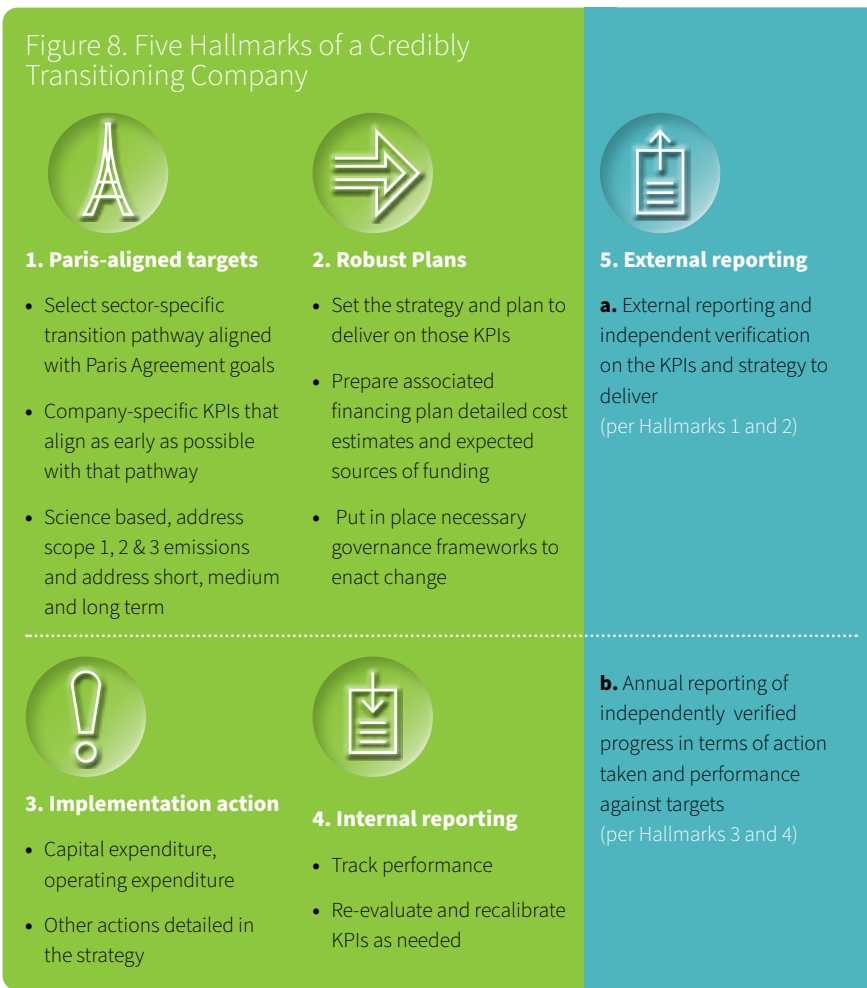 Figure 8. Five Hallmarks of a Credibly
Transitioning Company
1. Paris-aligned targets
• Select sector-specific
transition pathway aligned
with Paris Agreement goals
• Company-specific KPIs that
align as early as possible
with that pathway
• Science based, address
scope 1, 2 & 3 emissions
and address short, medium
and long term
2. Robust Plans
• Set the strategy and plan to
deliver on those KPIs
• Prepare associated
financing plan detailed cost
estimates and expected
sources of funding
• Put in place necessary
governance frameworks to
enact change
5. External reporting
a. External reporting and
independent verification
on the KPIs and strategy to
deliver
(per Hallmarks 1 and 2)
3. Implementation action
• Capital expenditure,
operating expenditure
• Other actions detailed in
the strategy
4. Internal reporting
• Track performance
• Re-evaluate and recalibrate
KPIs as needed
b. Annual reporting of
independently verified
progress in terms of action
taken and performance
against targets
(per Hallmarks 3 and 4)